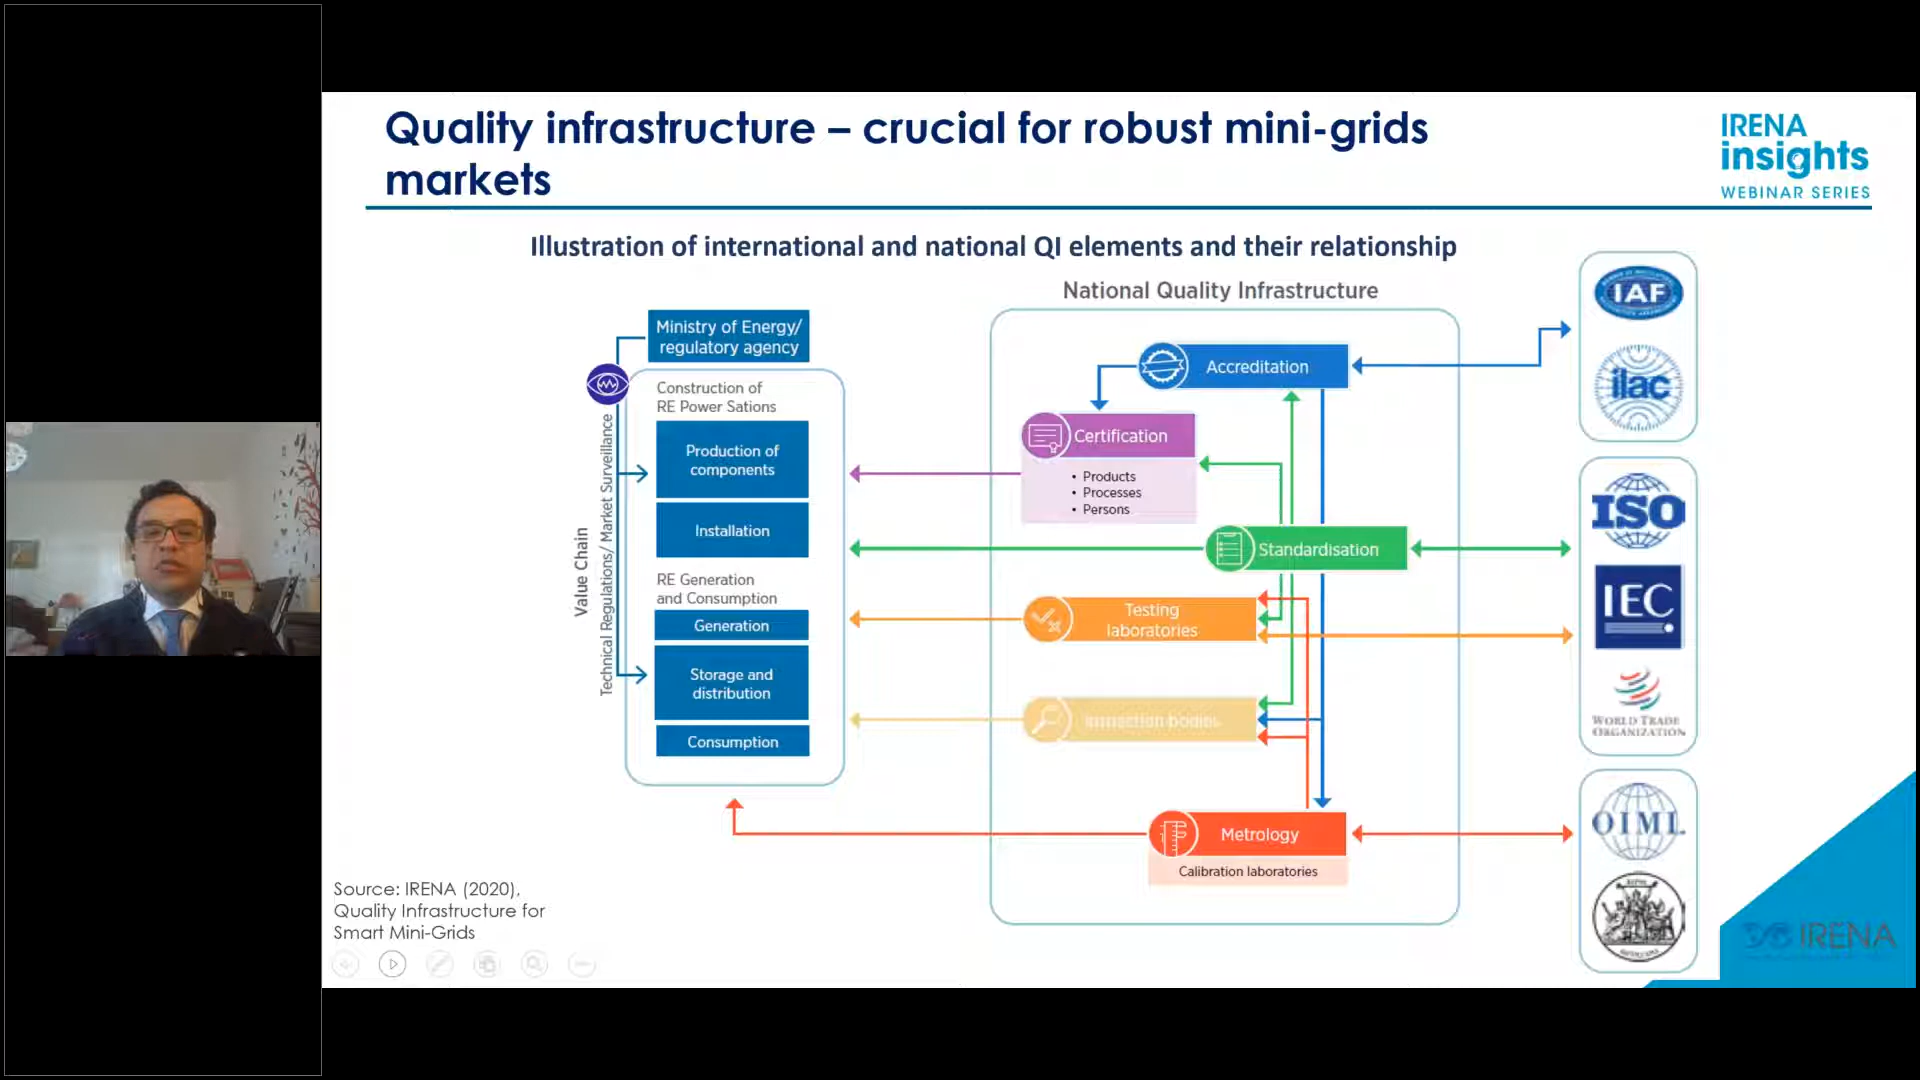 Quality infrastructure – crucial for robust mini-grids
markets
IRENA
insights
WEBINAR SERIES
Illustration of international and national QI elements and their relationship
National Quality Infrastructure
Ministry of Energy/
regulatory agency
Construction of
RE Power Sations
Production of
components
Installation
RE Generation
and Consumption
Generation
Storage and
distribution
Consumption
Value Chain
Technical Regulations/ Market Surveillance
Accreditation
Certification
• Products
• Processes
• Persons
Standardisation
Testing
laboratories
Inspection bodies
Metrology
Calibration laboratories
IAF
ilac
ISO
IEC
WORLD TRADE
ORGANIZATION
OIML
Source: IRENA (2020),
Quality Infrastructure for
Smart Mini-Grids
IRENA